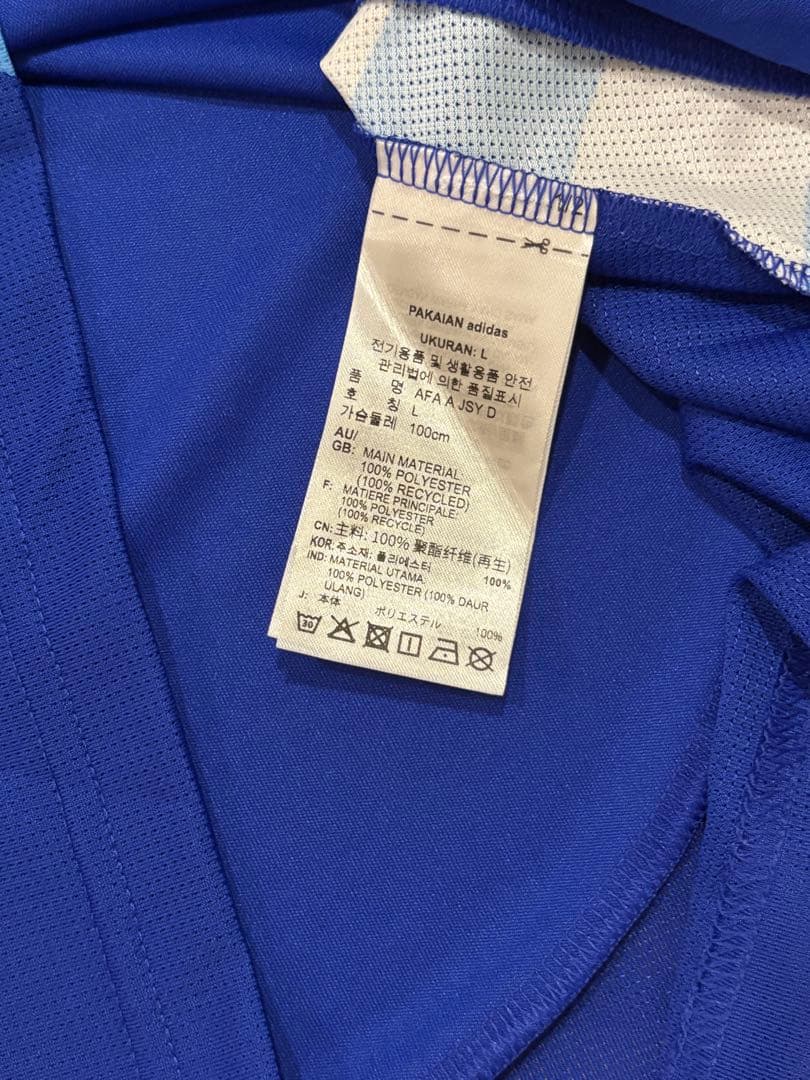 1/2
PAKAIAN adidas
UKURAN: L
전기용품 및 생활용품 안전
관리법에 의한 품질표시
품 명 AFA A JSY D
호 칭 L
가슴둘레 100cm
AU/
GB: MAIN MATERIAL
100% POLYESTER
(100% RECYCLED)
F: MATIERE PRINCIPALE:
100% POLYESTER
(100% RECYCLE)
CN: 主料: 100% 聚酯纤维(再生)
KOR: 주소재: 폴리에스터 100%
IND: MATERIAL UTAMA
100% POLYESTER (100% DAUR
ULANG)
J: 本体 ポリエステル 100%
30